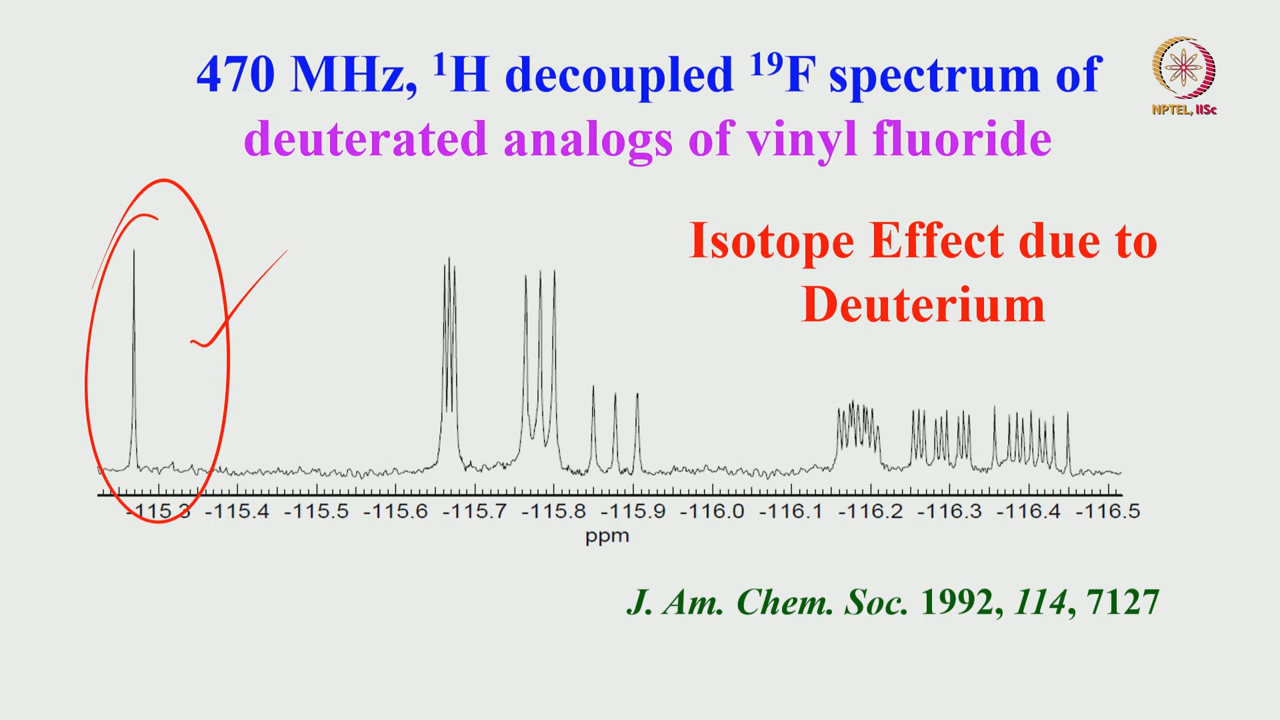 470 MHz, ¹H decoupled ¹⁹F spectrum of
deuterated analogs of vinyl fluoride
NPTEL, IISc
Isotope Effect due to
Deuterium
-115.3 -115.4 -115.5 -115.6 -115.7 -115.8 -115.9 -116.0 -116.1 -116.2 -116.3 -116.4 -116.5
ppm
J. Am. Chem. Soc. 1992, 114, 7127